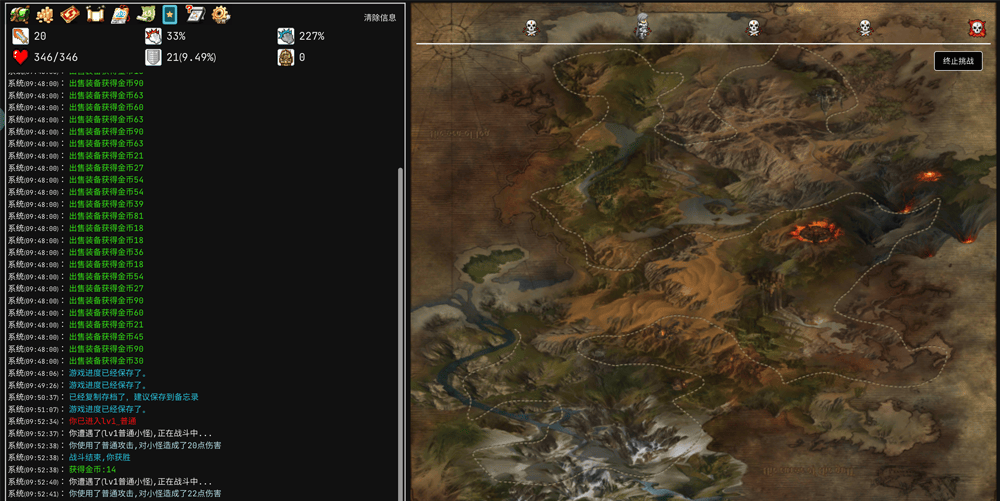 清除信息
20
33%
227%
346/346
21(9.49%)
0
系统(09:48:00): 出售装备获得金币90
系统(09:48:00): 出售装备获得金币63
系统(09:48:00): 出售装备获得金币60
系统(09:48:00): 出售装备获得金币63
系统(09:48:00): 出售装备获得金币90
系统(09:48:00): 出售装备获得金币63
系统(09:48:00): 出售装备获得金币21
系统(09:48:00): 出售装备获得金币27
系统(09:48:00): 出售装备获得金币54
系统(09:48:00): 出售装备获得金币54
系统(09:48:00): 出售装备获得金币39
系统(09:48:00): 出售装备获得金币81
系统(09:48:00): 出售装备获得金币18
系统(09:48:00): 出售装备获得金币18
系统(09:48:00): 出售装备获得金币36
系统(09:48:00): 出售装备获得金币18
系统(09:48:00): 出售装备获得金币54
系统(09:48:00): 出售装备获得金币27
系统(09:48:00): 出售装备获得金币90
系统(09:48:00): 出售装备获得金币60
系统(09:48:00): 出售装备获得金币21
系统(09:48:00): 出售装备获得金币45
系统(09:48:00): 出售装备获得金币90
系统(09:48:00): 出售装备获得金币30
系统(09:48:06): 游戏进度已经保存了。
系统(09:49:26): 游戏进度已经保存了。
系统(09:50:37): 已经复制存档了，建议保存到备忘录
系统(09:51:07): 游戏进度已经保存了。
系统(09:52:34): 你已进入lv1_普通
系统(09:52:37): 你遭遇了(lv1普通小怪),正在战斗中...
系统(09:52:38): 你使用了普通攻击,对小怪造成了20点伤害
系统(09:52:38): 战斗结束,你获胜
系统(09:52:38): 获得金币:14
系统(09:52:40): 你遭遇了(lv1普通小怪),正在战斗中...
系统(09:52:41): 你使用了普通攻击,对小怪造成了22点伤害
终止挑战